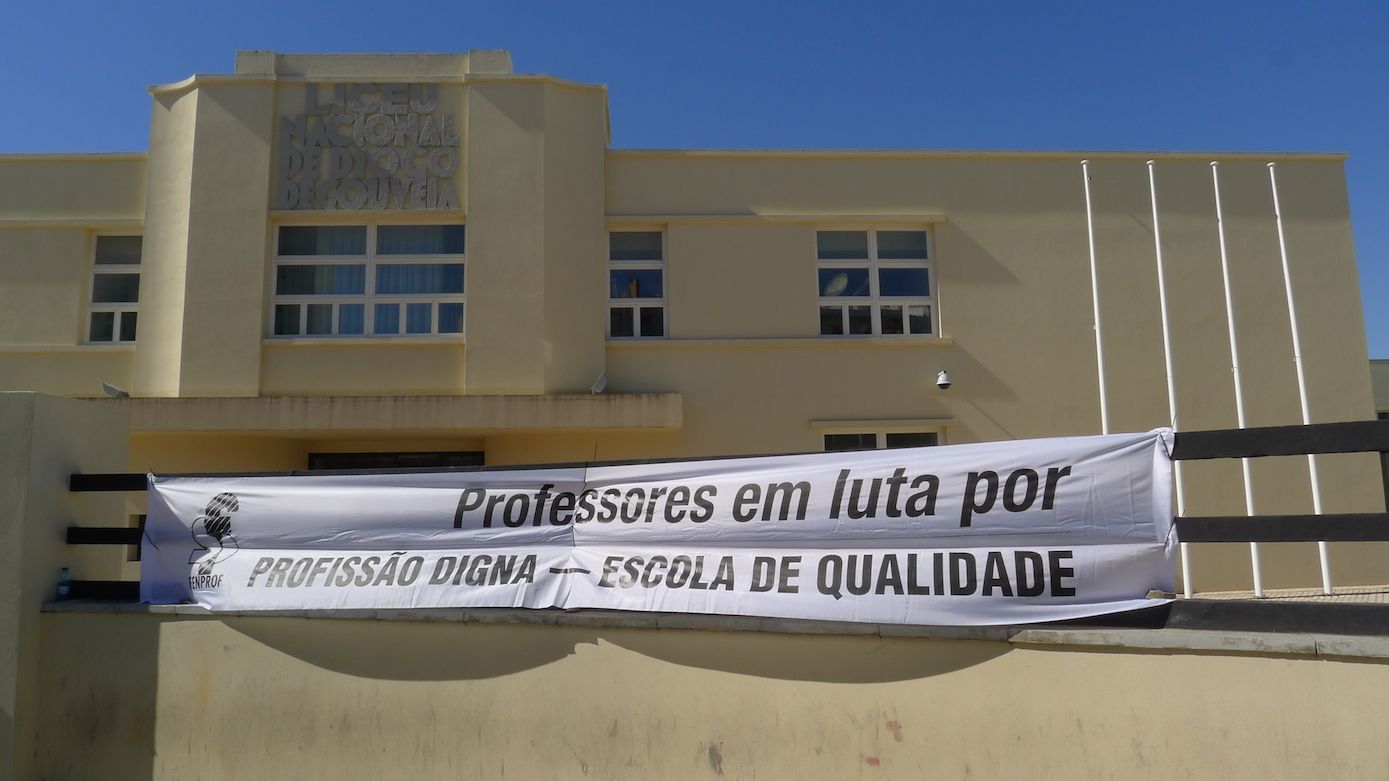 LICEU
NACIONAL
DE DIOGO
DE GOUVEIA
Professores em luta por
FENPROF
PROFISSÃO DIGNA — ESCOLA DE QUALIDADE